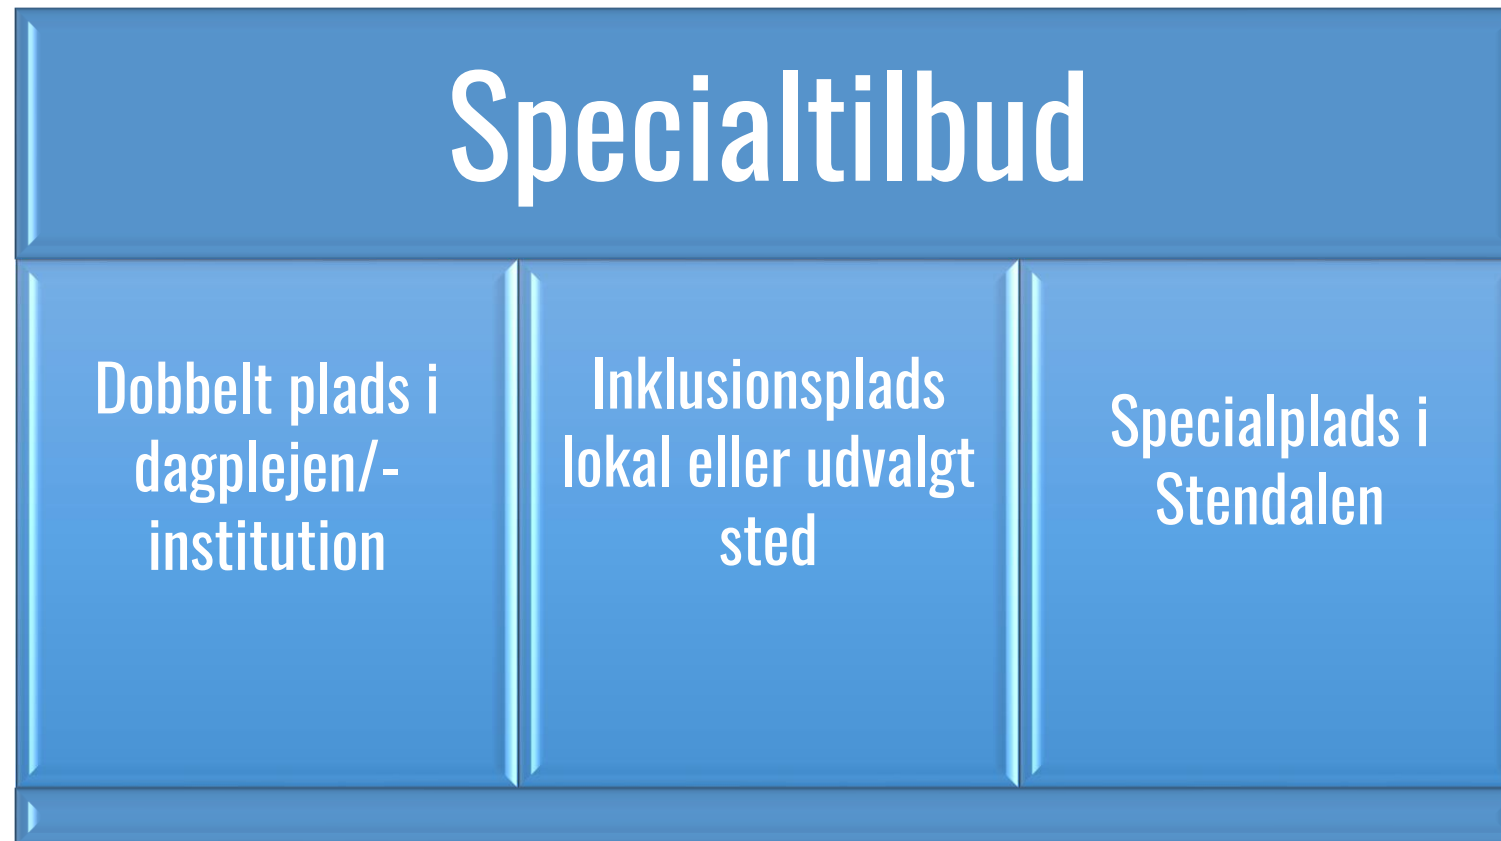 Specialtilbud
Dobbelt plads i
dagplejen/-
institution
Inklusionsplads
lokal eller udvalgt
sted
Specialplads i
Stendalen